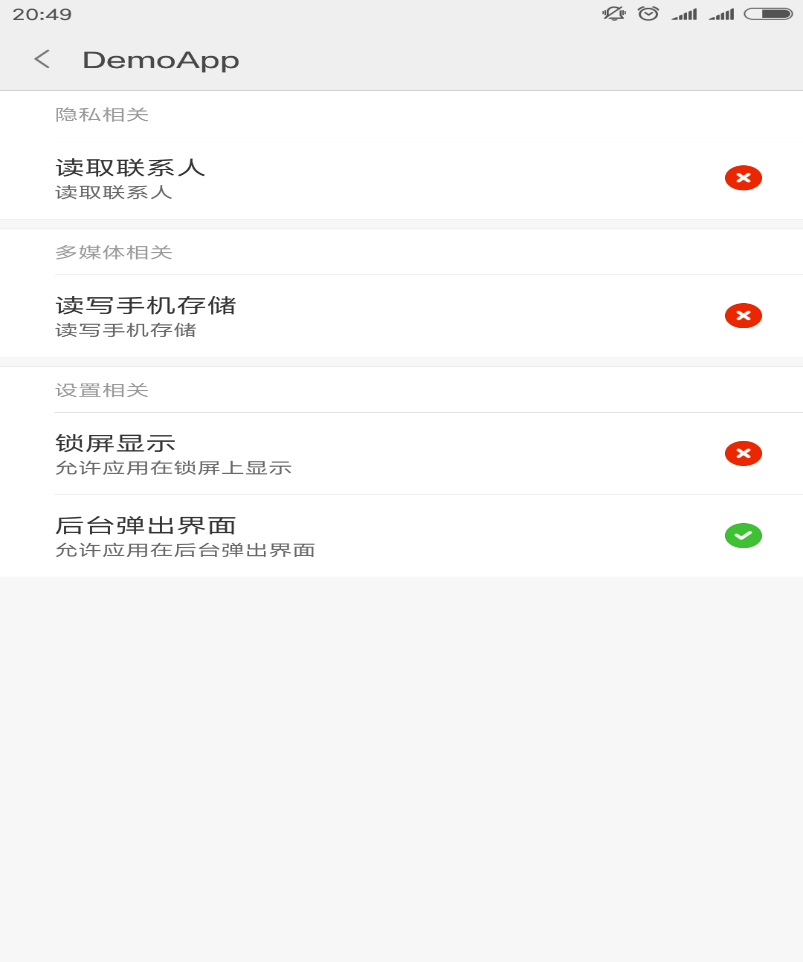 20:49
DemoApp
隐私相关
读取联系人
读取联系人
多媒体相关
读写手机存储
读写手机存储
设置相关
锁屏显示
允许应用在锁屏上显示
后台弹出界面
允许应用在后台弹出界面